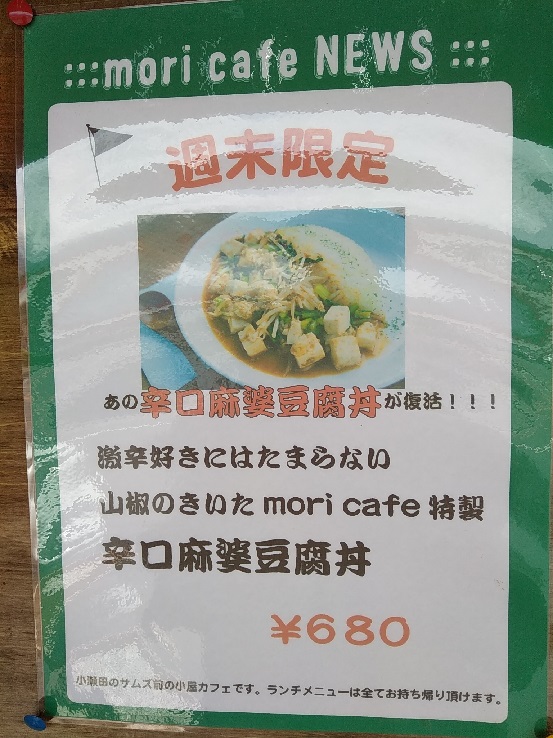 :::mori cafe NEWS:::
週末限定
あの辛口麻婆豆腐丼が復活！！！
激辛好きにはたまらない
山椒のきいたmori cafe特製
辛口麻婆豆腐丼
¥680
小瀬田のサムズ前の小屋カフェです。ランチメニューは全てお持ち帰り頂けます。